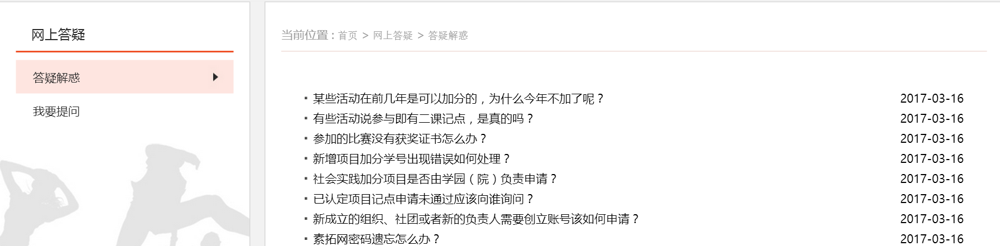 网上答疑
答疑解惑
我要提问
当前位置：首页 > 网上答疑 > 答疑解惑
▪ 某些活动在前几年是可以加分的，为什么今年不加了呢？ 2017-03-16
▪ 有些活动说参与即有二课记点，是真的吗？ 2017-03-16
▪ 参加的比赛没有获奖证书怎么办？ 2017-03-16
▪ 新增项目加分学号出现错误如何处理？ 2017-03-16
▪ 社会实践加分项目是否由学园（院）负责申请？ 2017-03-16
▪ 已认定项目记点申请未通过应该向谁询问？ 2017-03-16
▪ 新成立的组织、社团或者新的负责人需要创立账号该如何申请？ 2017-03-16
▪ 素拓网密码遗忘怎么办？ 2017-03-16